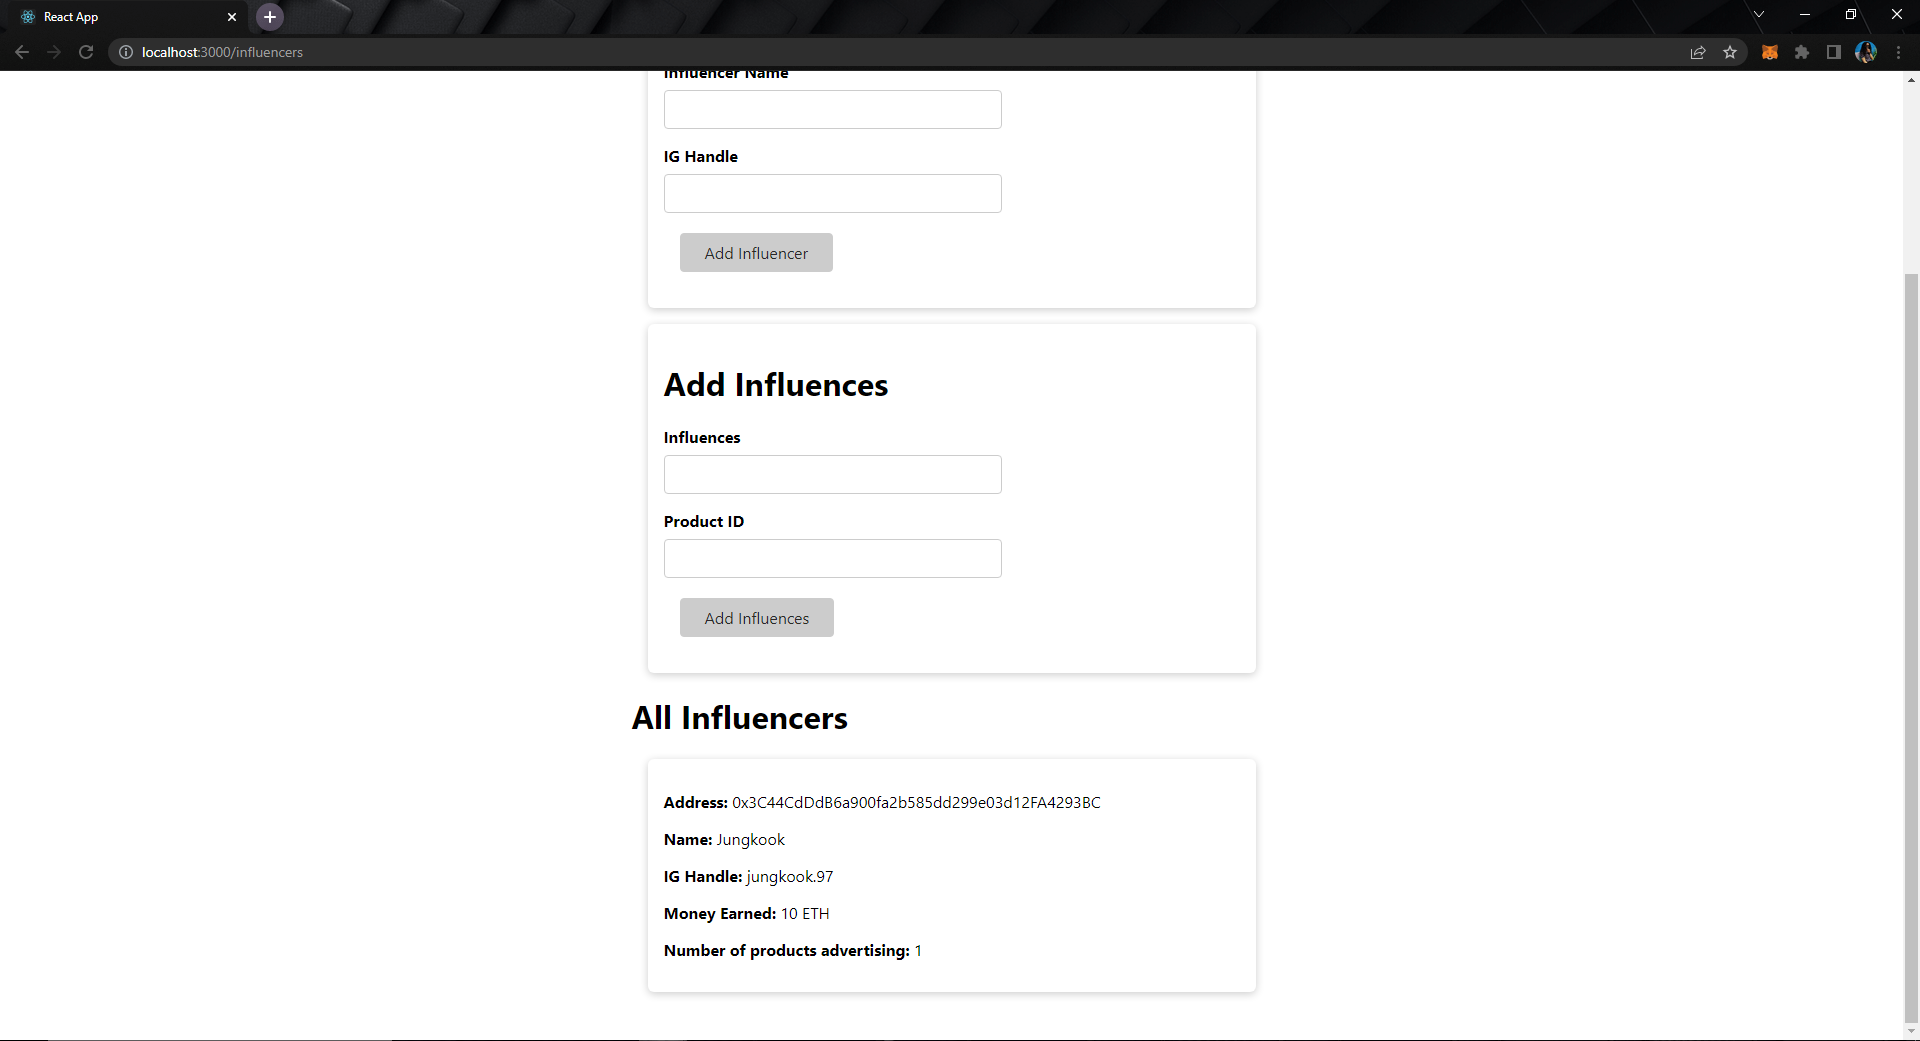 React App
localhost:3000/influencers
Influencer Name
IG Handle
Add Influencer
Add Influences
Influences
Product ID
Add Influences
All Influencers
Address: 0x3C44CdDdB6a900fa2b585dd299e03d12FA4293BC
Name: Jungkook
IG Handle: jungkook.97
Money Earned: 10 ETH
Number of products advertising: 1